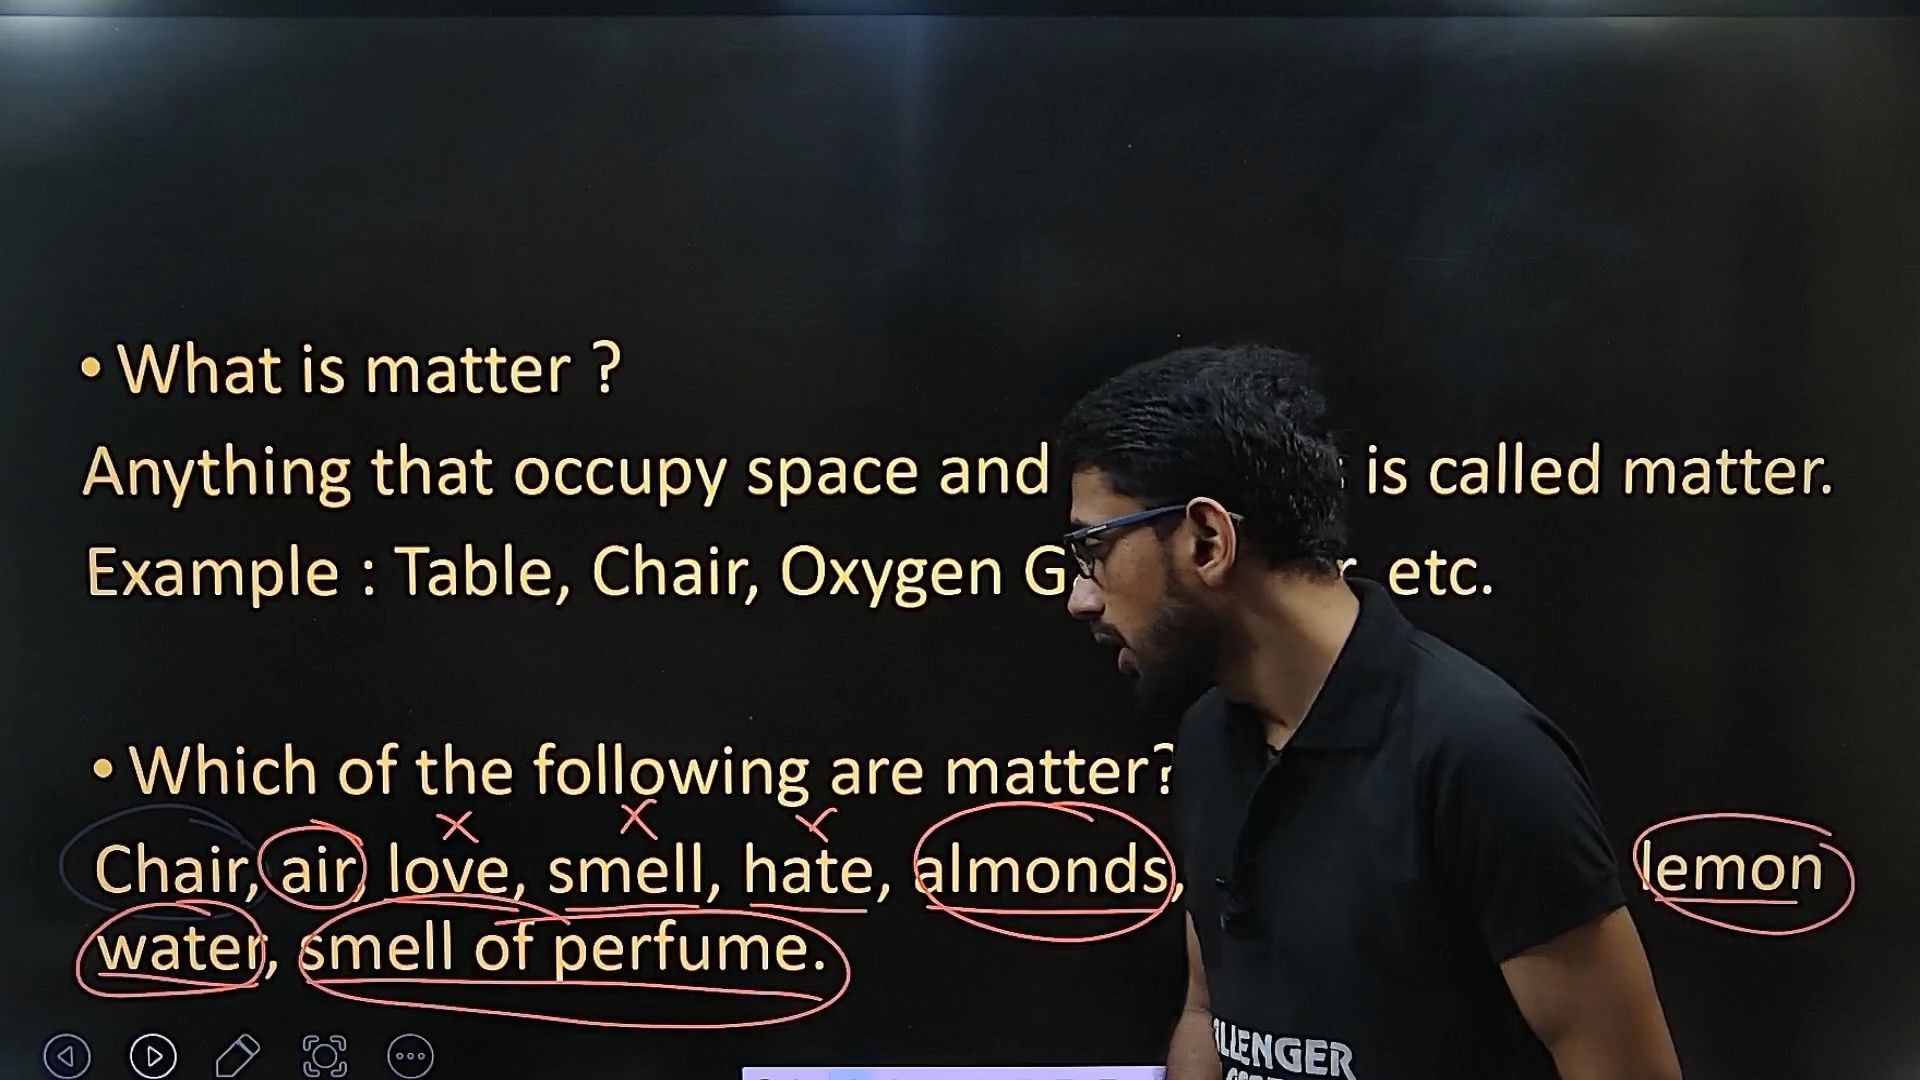 • What is matter ?
Anything that occupy space and is called matter.
Example : Table, Chair, Oxygen etc.
• Which of the following are matter?
Chair, air, love, smell, hate, almonds, lemon
water, smell of perfume.